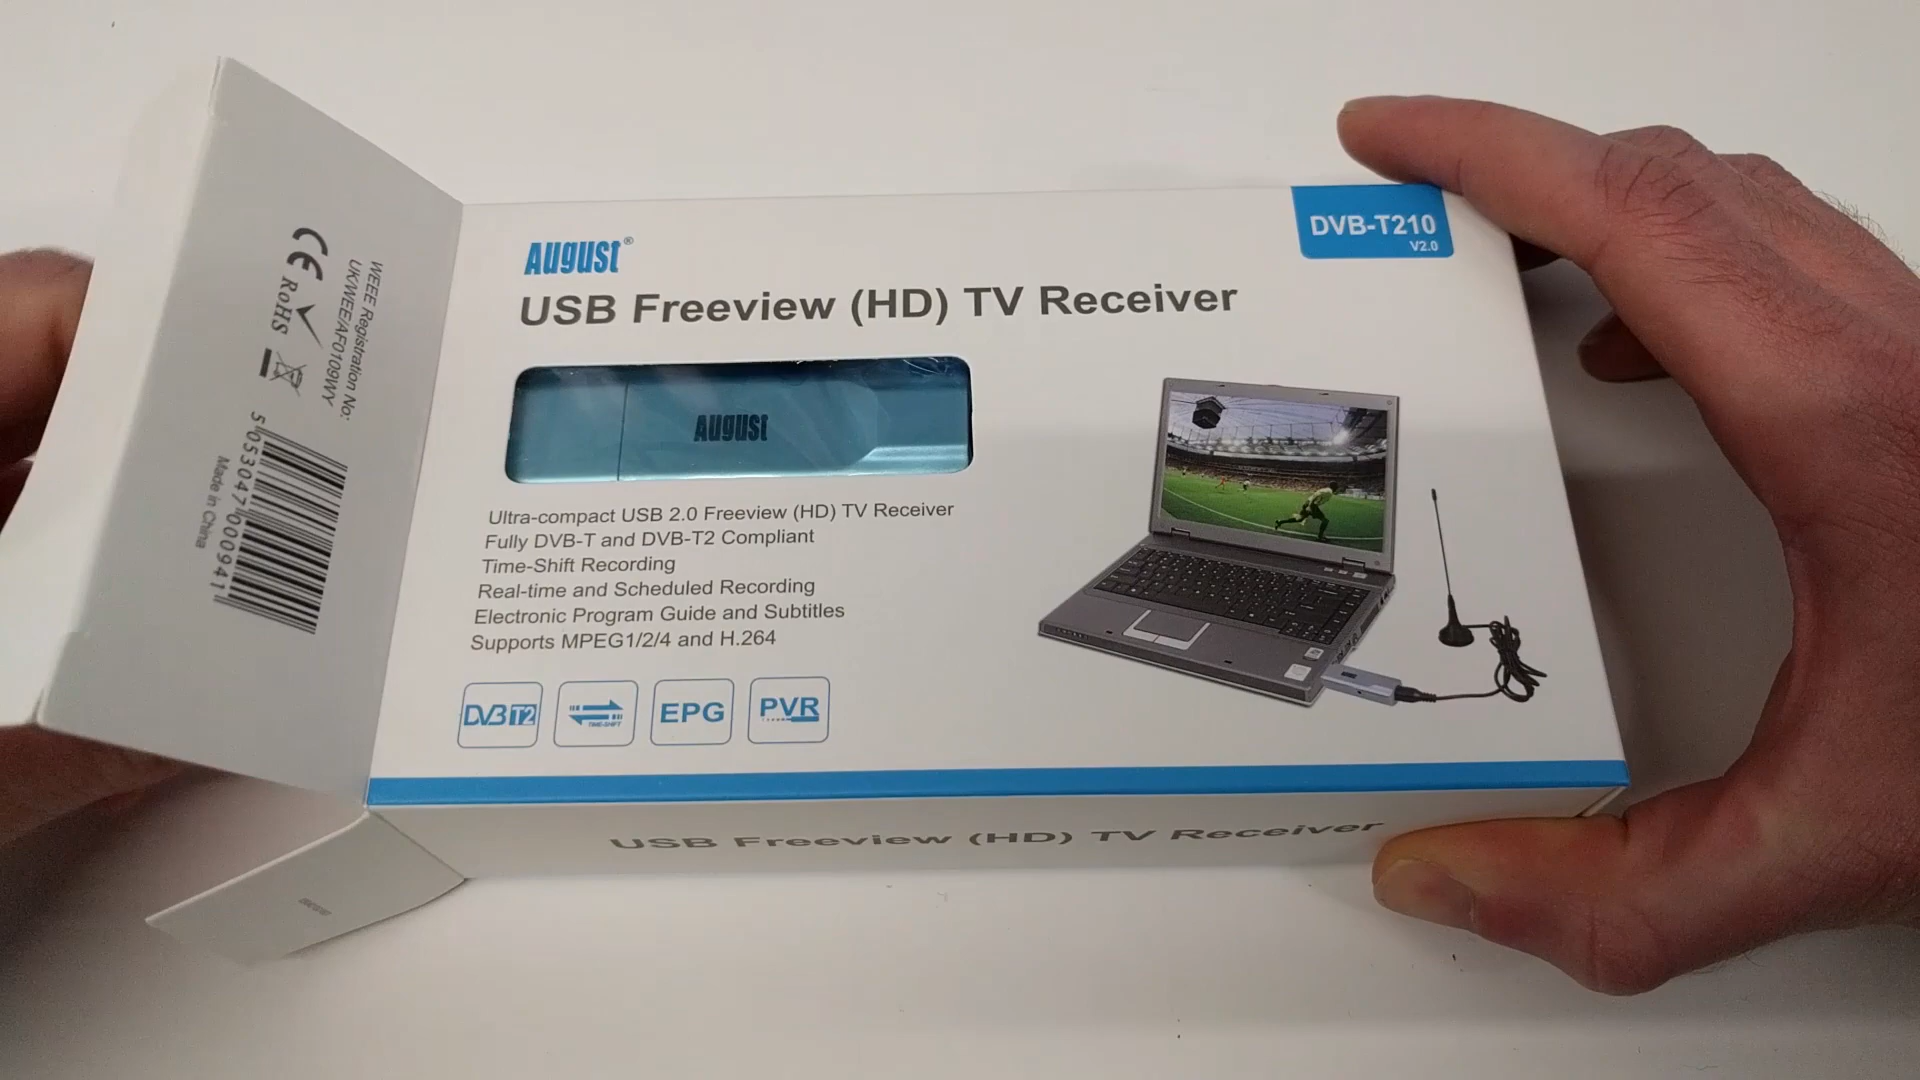 AUGUST®
DVB-T210
V2.0
USB Freeview (HD) TV Receiver
AUGUST
Ultra-compact USB 2.0 Freeview (HD) TV Receiver
Fully DVB-T and DVB-T2 Compliant
Time-Shift Recording
Real-time and Scheduled Recording
Electronic Program Guide and Subtitles
Supports MPEG1/2/4 and H.264
DVB T2
TIME-SHIFT
EPG
PVR
USB Freeview (HD) TV Receiver
WEEE Registration No:
UK/WEE/AF0109WY
CE RoHS
5 053047 000941
Made in China